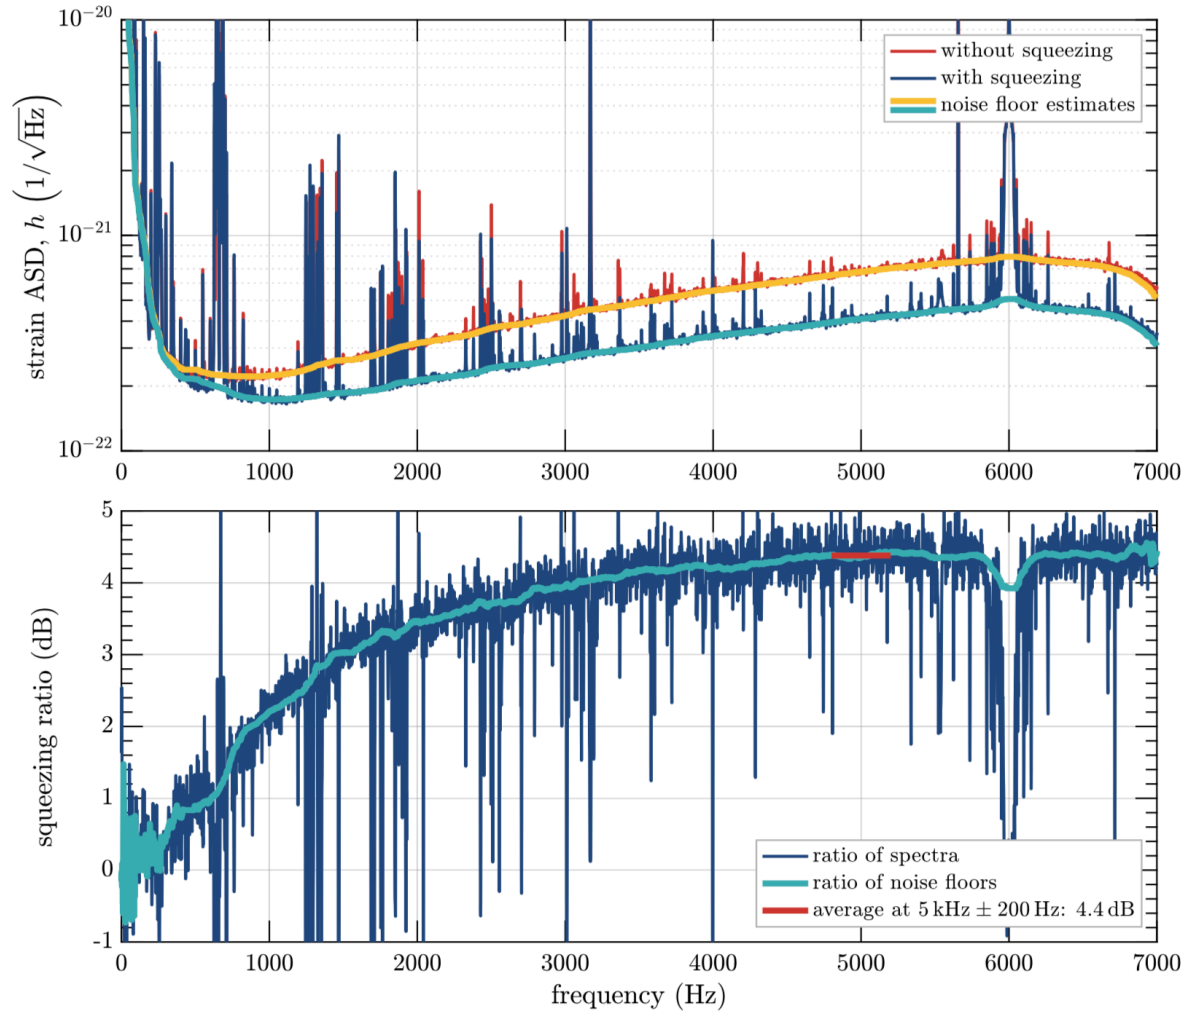 10⁻²⁰
10⁻²¹
10⁻²²
strain ASD, h (1/√Hz)
without squeezing
with squeezing
noise floor estimates
0 1000 2000 3000 4000 5000 6000 7000
5
4
3
2
1
0
-1
squeezing ratio (dB)
ratio of spectra
ratio of noise floors
average at 5 kHz ± 200 Hz: 4.4 dB
0 1000 2000 3000 4000 5000 6000 7000
frequency (Hz)